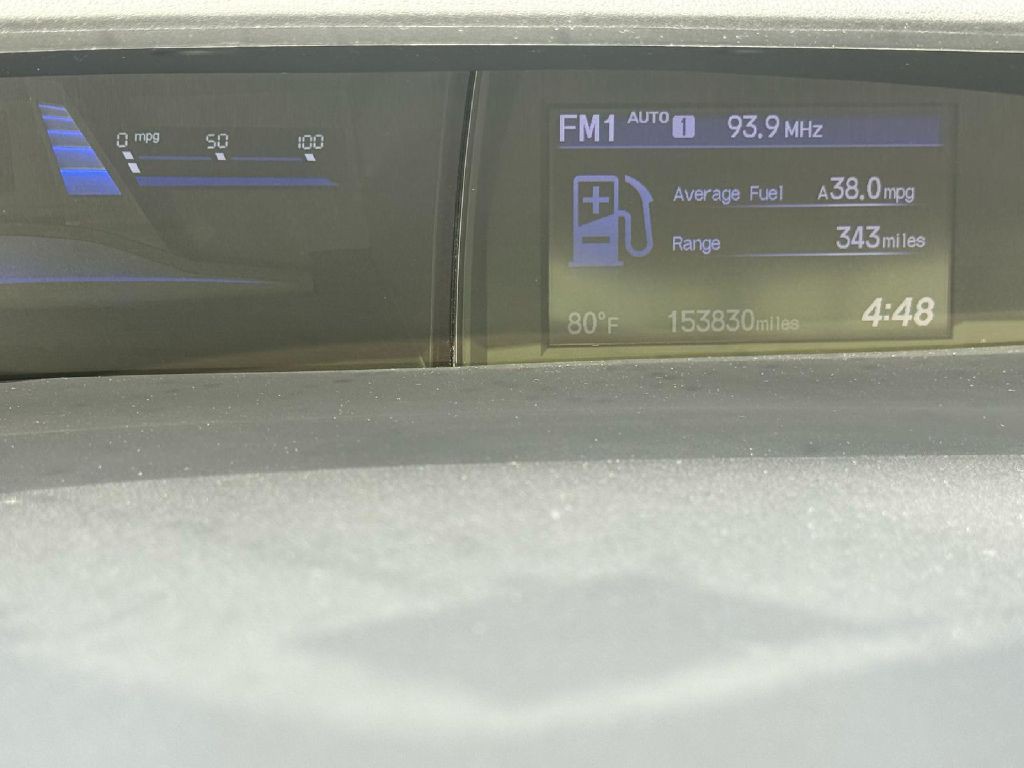 0 mpg 50 100
FM1 AUTO 1 93.9 MHz
Average Fuel A38.0mpg
Range 343miles
80°F 153830miles 4:48